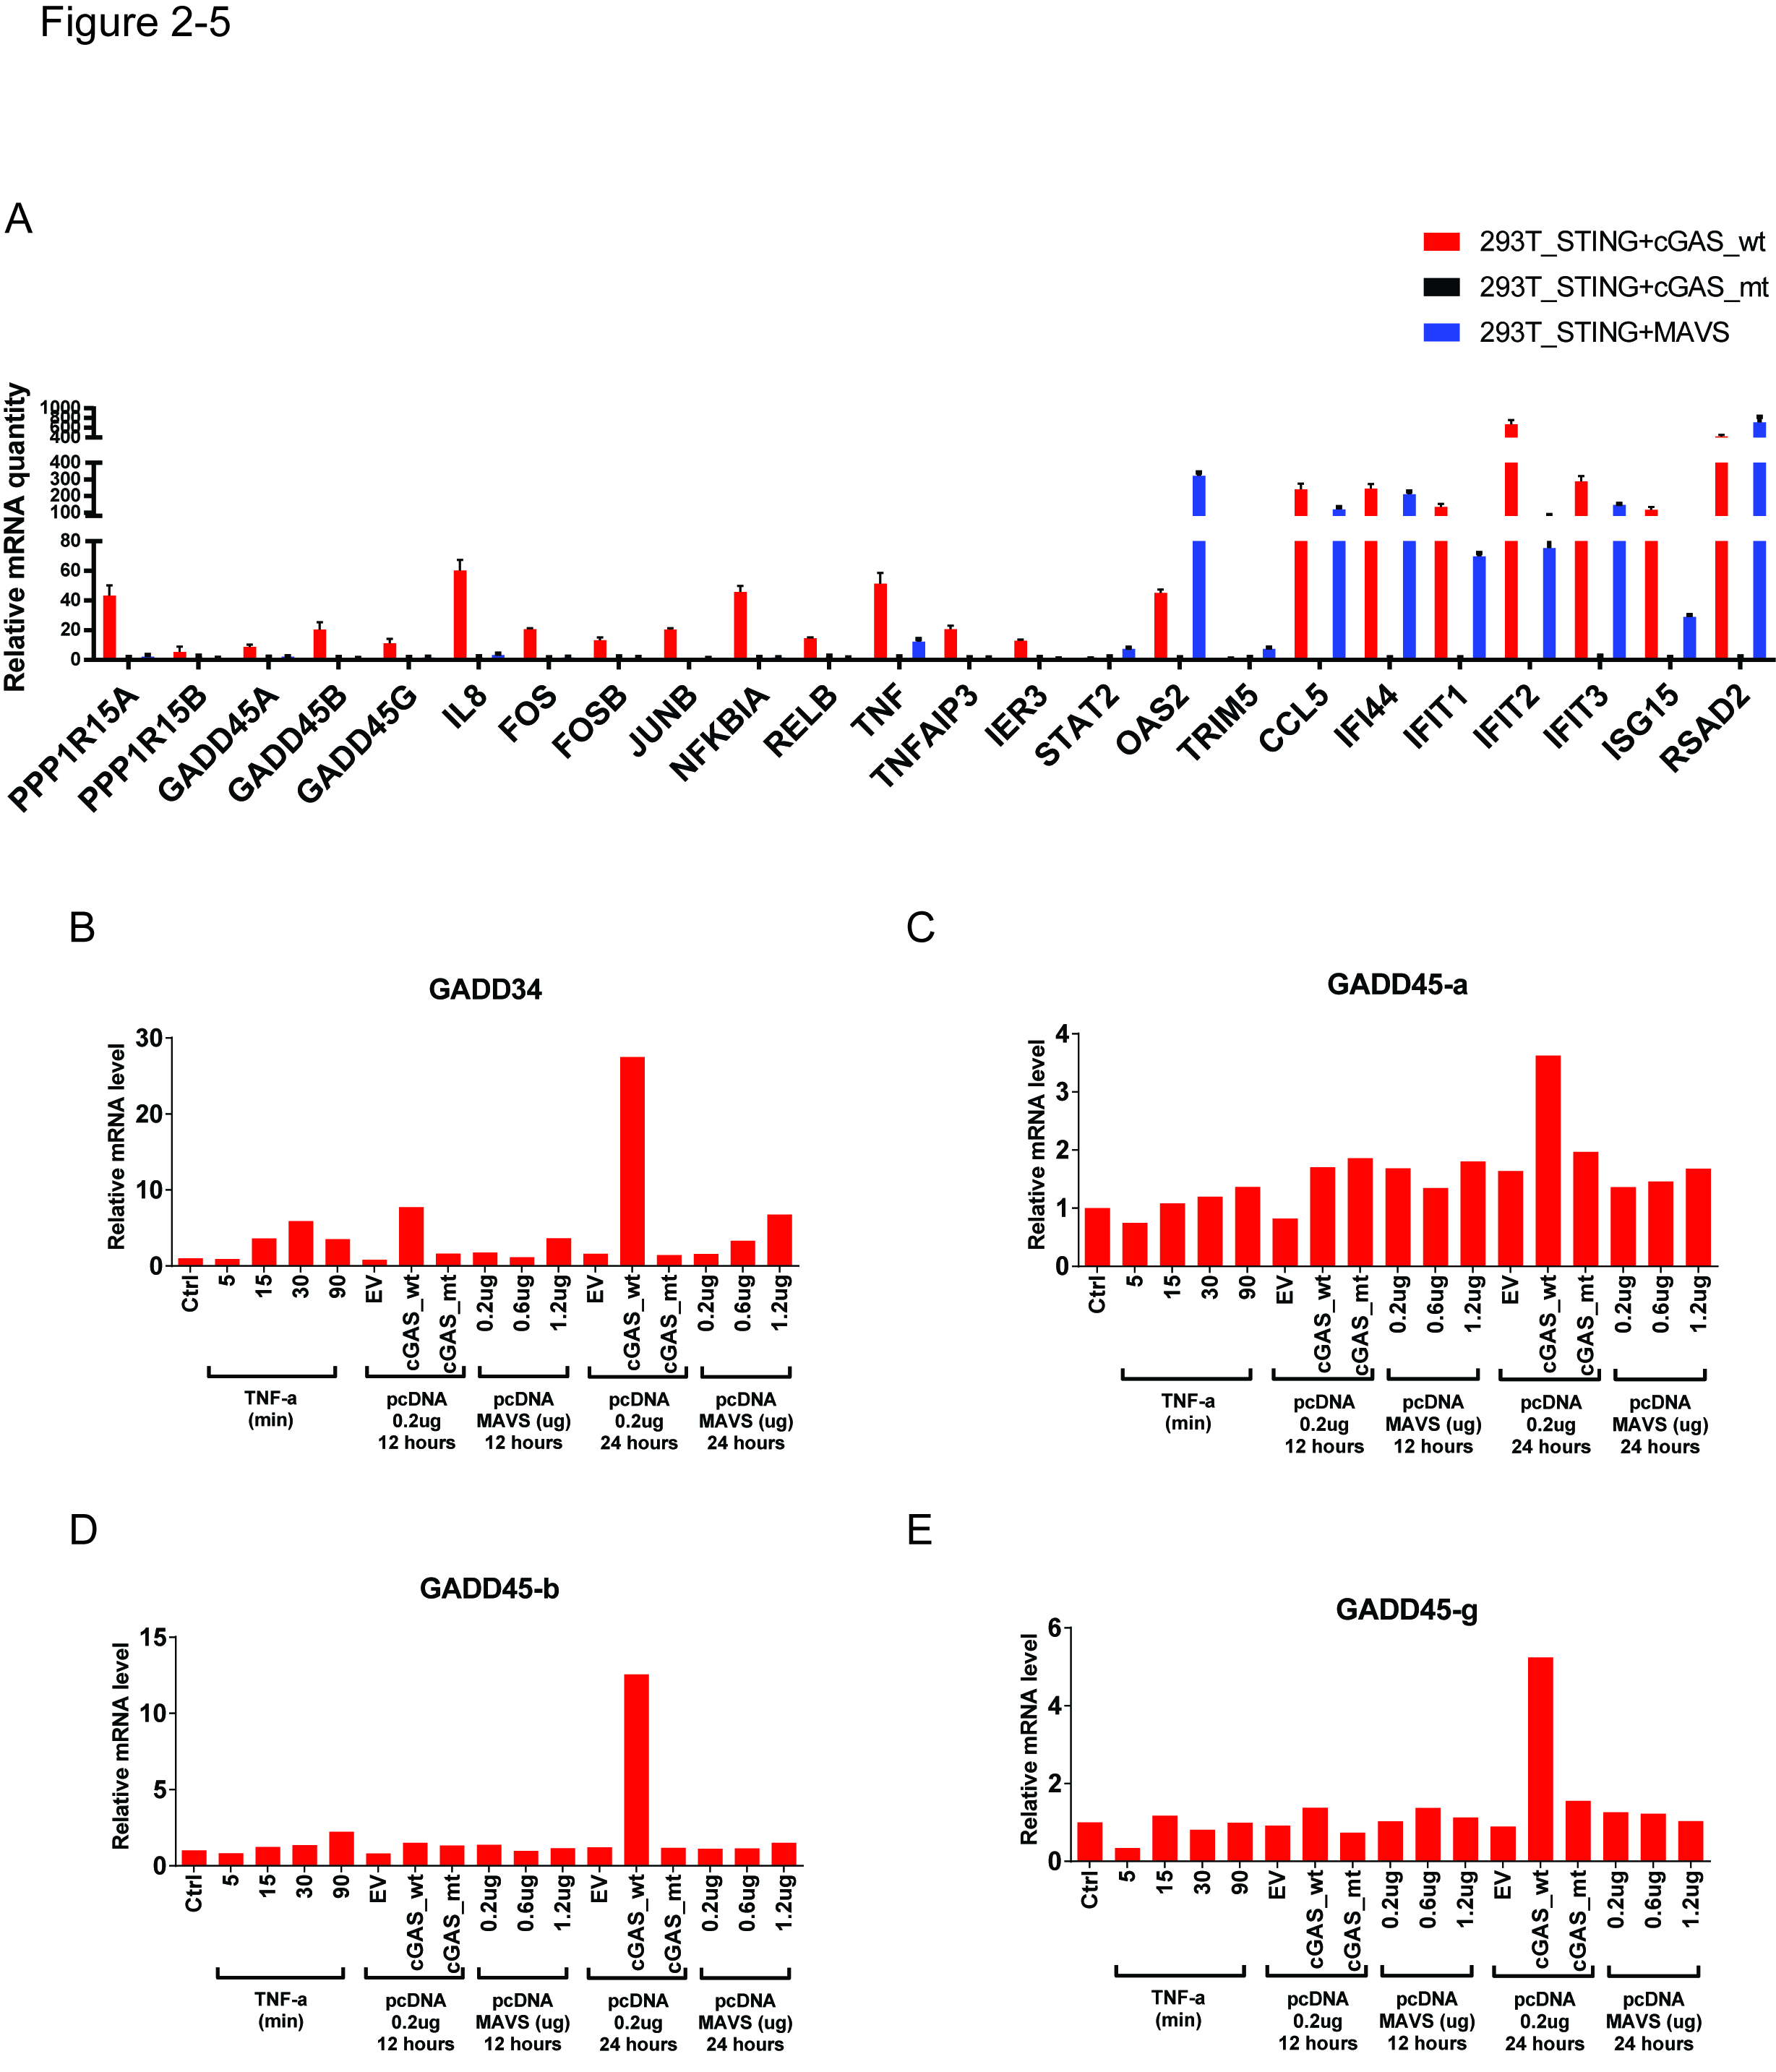 Figure 2-5
A
293T_STING+cGAS_wt
293T_STING+cGAS_mt
293T_STING+MAVS
Relative mRNA quantity
1000
800
600
400
400
300
200
100
80
60
40
20
0
PPP1R15A
PPP1R15B
GADD45A
GADD45B
GADD45G
IL8
FOS
FOSB
JUNB
NFKBIA
RELB
TNF
TNFAIP3
IER3
STAT2
OAS2
TRIM5
CCL5
IFI44
IFIT1
IFIT2
IFIT3
ISG15
RSAD2
B
GADD34
Relative mRNA level
30
20
10
0
Ctrl
5
15
30
90
EV
cGAS_wt
cGAS_mt
0.2ug
0.6ug
1.2ug
EV
cGAS_wt
cGAS_mt
0.2ug
0.6ug
1.2ug
TNF-a
(min)
pcDNA
0.2ug
12 hours
pcDNA
MAVS (ug)
12 hours
pcDNA
0.2ug
24 hours
pcDNA
MAVS (ug)
24 hours
C
GADD45-a
Relative mRNA level
4
3
2
1
0
Ctrl
5
15
30
90
EV
cGAS_wt
cGAS_mt
0.2ug
0.6ug
1.2ug
EV
cGAS_wt
cGAS_mt
0.2ug
0.6ug
1.2ug
TNF-a
(min)
pcDNA
0.2ug
12 hours
pcDNA
MAVS (ug)
12 hours
pcDNA
0.2ug
24 hours
pcDNA
MAVS (ug)
24 hours
D
GADD45-b
Relative mRNA level
15
10
5
0
Ctrl
5
15
30
90
EV
cGAS_wt
cGAS_mt
0.2ug
0.6ug
1.2ug
EV
cGAS_wt
cGAS_mt
0.2ug
0.6ug
1.2ug
TNF-a
(min)
pcDNA
0.2ug
12 hours
pcDNA
MAVS (ug)
12 hours
pcDNA
0.2ug
24 hours
pcDNA
MAVS (ug)
24 hours
E
GADD45-g
Relative mRNA level
6
4
2
0
Ctrl
5
15
30
90
EV
cGAS_wt
cGAS_mt
0.2ug
0.6ug
1.2ug
EV
cGAS_wt
cGAS_mt
0.2ug
0.6ug
1.2ug
TNF-a
(min)
pcDNA
0.2ug
12 hours
pcDNA
MAVS (ug)
12 hours
pcDNA
0.2ug
24 hours
pcDNA
MAVS (ug)
24 hours